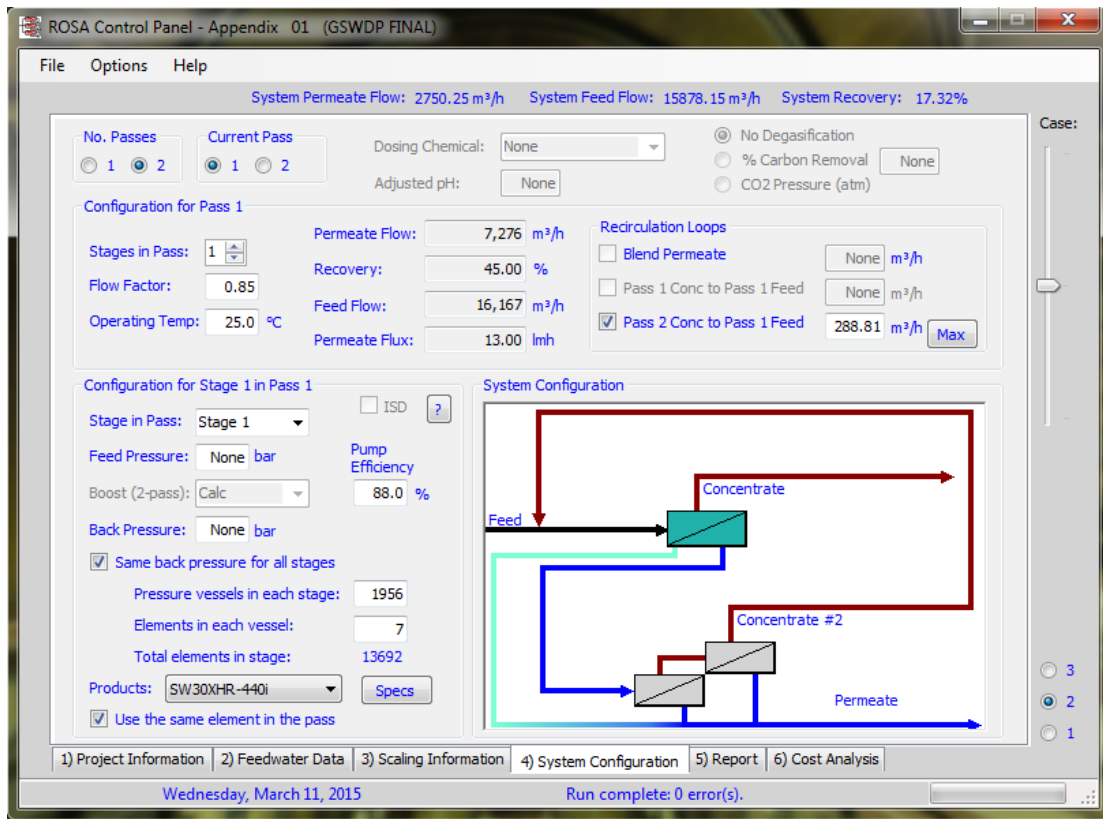 ROSA Control Panel - Appendix 01 (GSWDP FINAL)
File Options Help
System Permeate Flow: 2750.25 m³/h System Feed Flow: 15878.15 m³/h System Recovery: 17.32%
Case:
No. Passes
1 2
Current Pass
1 2
Dosing Chemical: None
Adjusted pH: None
No Degasification
% Carbon Removal None
CO2 Pressure (atm)
Configuration for Pass 1
Stages in Pass: 1
Flow Factor: 0.85
Operating Temp: 25.0 ºC
Permeate Flow: 7,276 m³/h
Recovery: 45.00 %
Feed Flow: 16,167 m³/h
Permeate Flux: 13.00 lmh
Recirculation Loops
Blend Permeate None m³/h
Pass 1 Conc to Pass 1 Feed None m³/h
Pass 2 Conc to Pass 1 Feed 288.81 m³/h Max
Configuration for Stage 1 in Pass 1
ISD ?
Stage in Pass: Stage 1
Feed Pressure: None bar
Pump
Efficiency
Boost (2-pass): Calc
88.0 %
Back Pressure: None bar
Same back pressure for all stages
Pressure vessels in each stage: 1956
Elements in each vessel: 7
Total elements in stage: 13692
Products: SW30XHR-440i Specs
Use the same element in the pass
System Configuration
Concentrate
Feed
Concentrate #2
Permeate
3
2
1
1) Project Information 2) Feedwater Data 3) Scaling Information 4) System Configuration 5) Report 6) Cost Analysis
Wednesday, March 11, 2015 Run complete: 0 error(s).